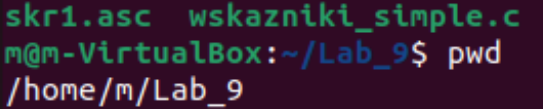 skr1.asc  wskazniki_simple.c
m@m-VirtualBox:~/Lab_9$ pwd
/home/m/Lab_9